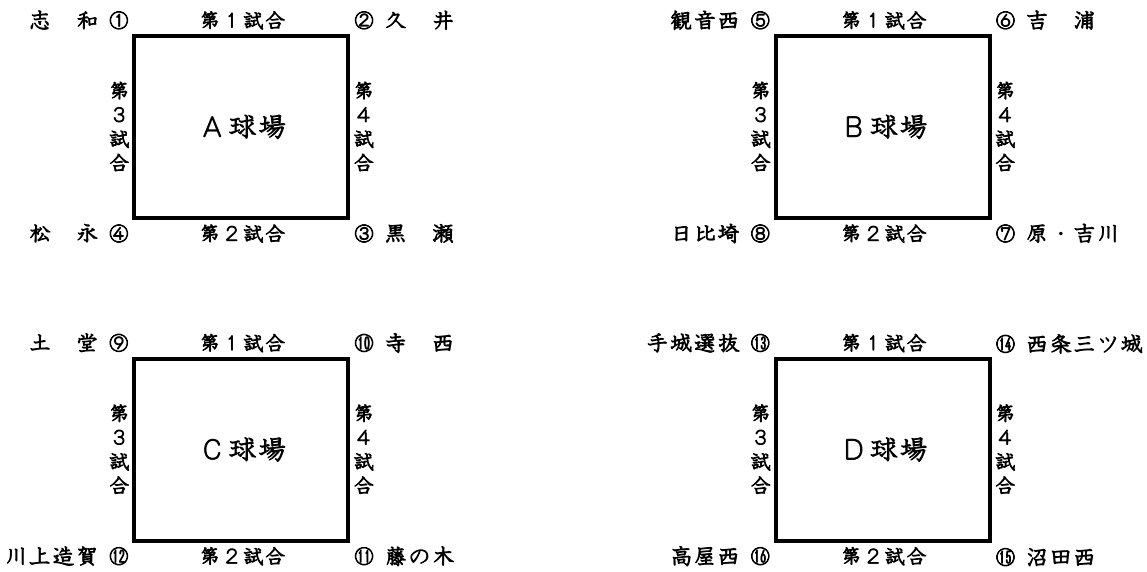 志　和 ① 第１試合 ② 久　井
第３試合
A 球場
第４試合
松　永 ④ 第２試合 ③ 黒　瀬
観音西 ⑤ 第１試合 ⑥ 吉　浦
第３試合
B 球場
第４試合
日比埼 ⑧ 第２試合 ⑦ 原・吉川
土　堂 ⑨ 第１試合 ⑩ 寺　西
第３試合
C 球場
第４試合
川上造賀 ⑫ 第２試合 ⑪ 藤の木
手城選抜 ⑬ 第１試合 ⑭ 西条三ツ城
第３試合
D 球場
第４試合
高屋西 ⑯ 第２試合 ⑮ 沼田西